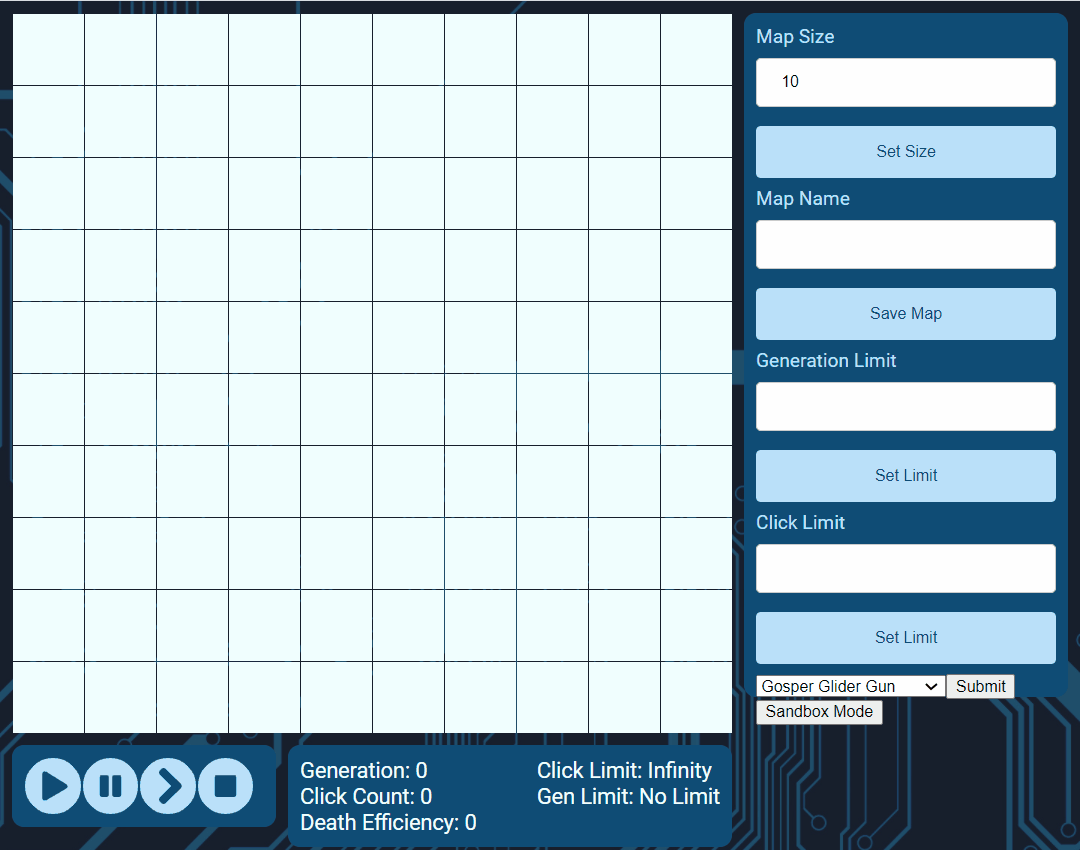 Map Size
10
Set Size
Map Name
Save Map
Generation Limit
Set Limit
Click Limit
Set Limit
Gosper Glider Gun Submit
Sandbox Mode
Generation: 0
Click Count: 0
Death Efficiency: 0
Click Limit: Infinity
Gen Limit: No Limit